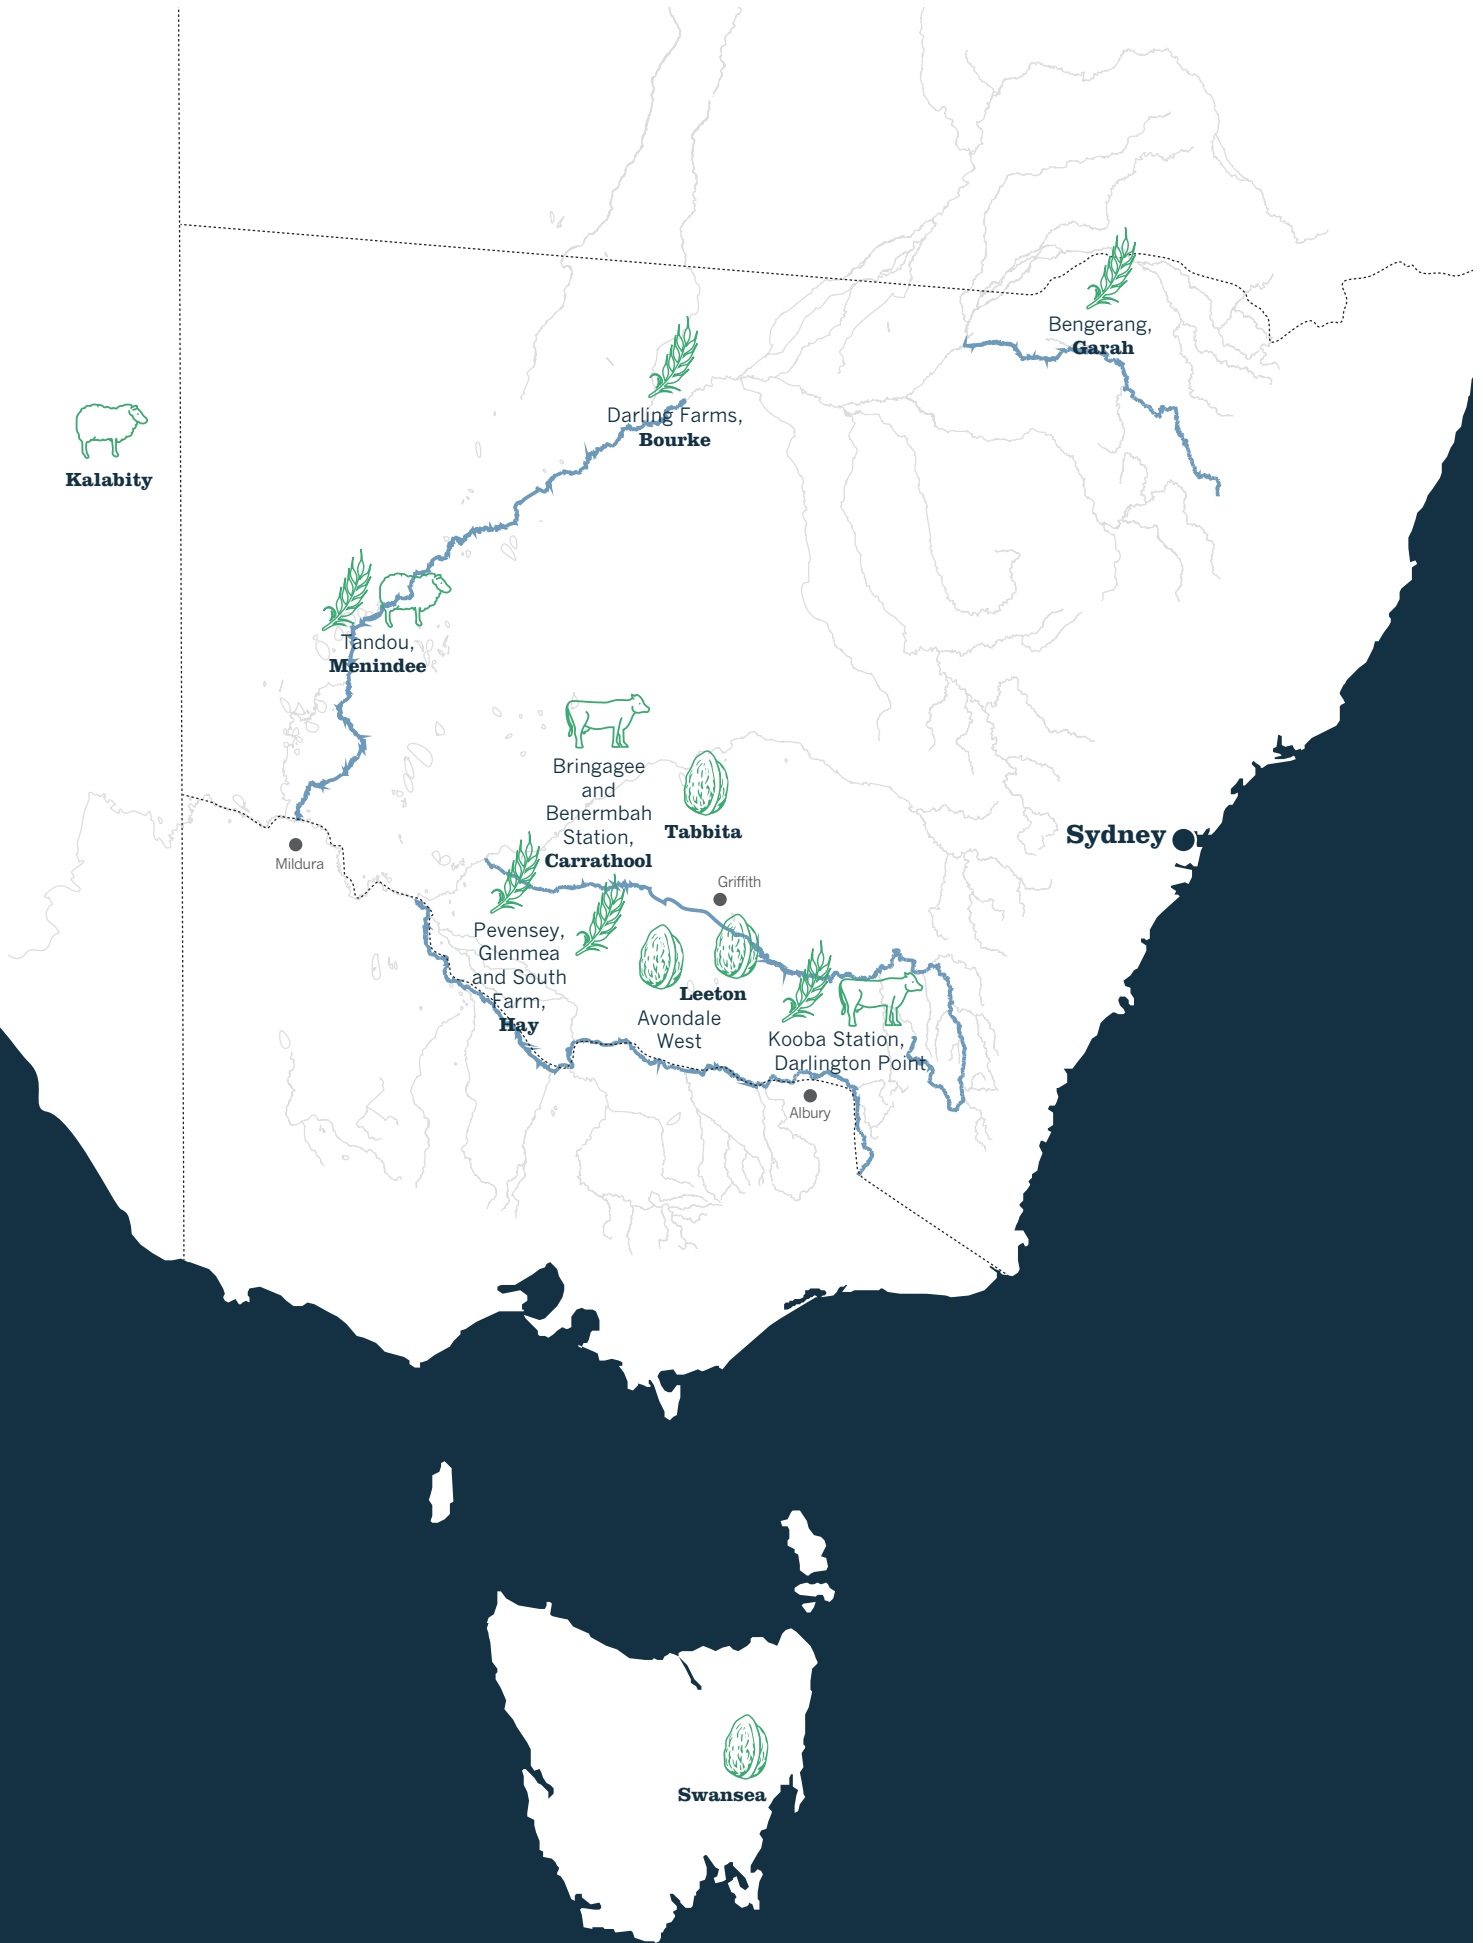 Bengerang,
Garah
Darling Farms,
Bourke
Kalabity
Tandou,
Menindee
Bringagee
and
Benermbah
Station,
Carrathool
Tabbita
Sydney
Mildura
Griffith
Pevensey,
Glenmea
and South
Farm,
Hay
Leeton
Avondale
West
Kooba Station,
Darlington Point
Albury
Swansea